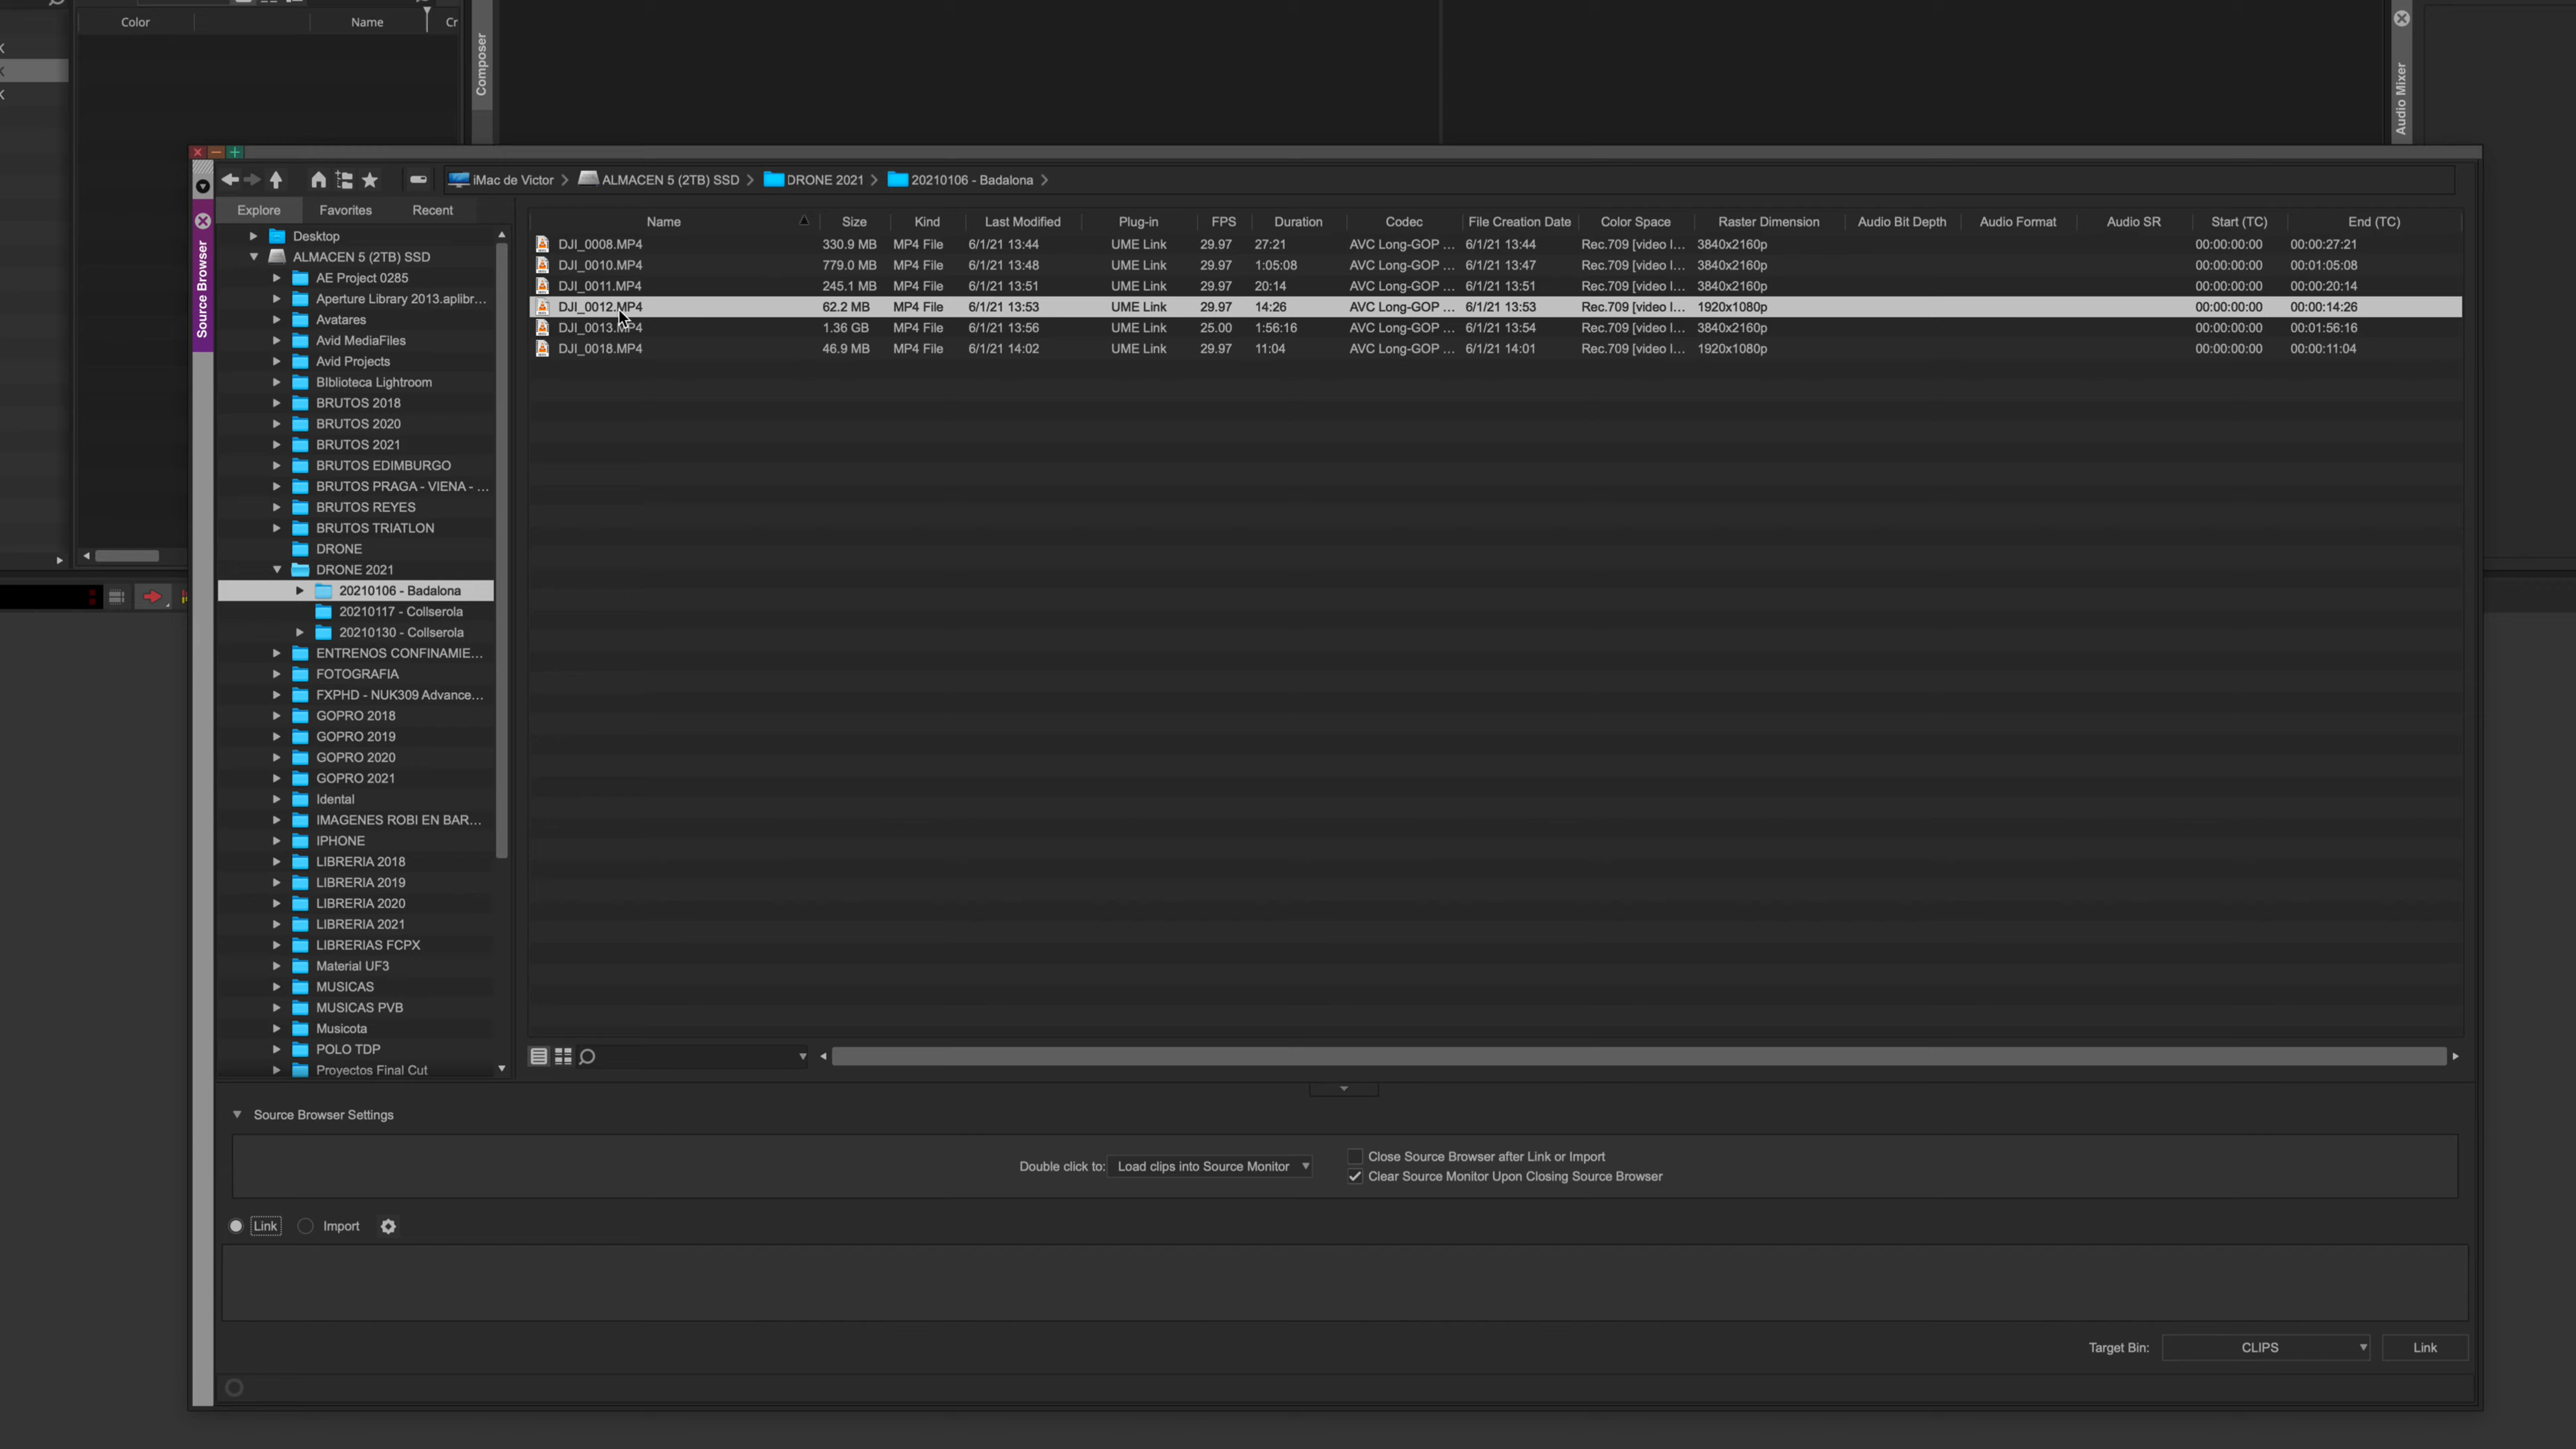 Color Name Cr
K
K
K
Composer
Audio Mixer
iMac de Victor ALMACEN 5 (2TB) SSD DRONE 2021 20210106 - Badalona
Source Browser
Explore Favorites Recent
Desktop
ALMACEN 5 (2TB) SSD
AE Project 0285
Aperture Library 2013.aplibr...
Avatares
Avid MediaFiles
Avid Projects
BIblioteca Lightroom
BRUTOS 2018
BRUTOS 2020
BRUTOS 2021
BRUTOS EDIMBURGO
BRUTOS PRAGA - VIENA - ...
BRUTOS REYES
BRUTOS TRIATLON
DRONE
DRONE 2021
20210106 - Badalona
20210117 - Collserola
20210130 - Collserola
ENTRENOS CONFINAMIE...
FOTOGRAFIA
FXPHD - NUK309 Advance...
GOPRO 2018
GOPRO 2019
GOPRO 2020
GOPRO 2021
Idental
IMAGENES ROBI EN BAR...
IPHONE
LIBRERIA 2018
LIBRERIA 2019
LIBRERIA 2020
LIBRERIA 2021
LIBRERIAS FCPX
Material UF3
MUSICAS
MUSICAS PVB
Musicota
POLO TDP
Proyectos Final Cut
Name Size Kind Last Modified Plug-in FPS Duration Codec File Creation Date Color Space Raster Dimension Audio Bit Depth Audio Format Audio SR Start (TC) End (TC)
DJI_0008.MP4 330.9 MB MP4 File 6/1/21 13:44 UME Link 29.97 27:21 AVC Long-GOP ... 6/1/21 13:44 Rec.709 [video l... 3840x2160p 00:00:00:00 00:00:27:21
DJI_0010.MP4 779.0 MB MP4 File 6/1/21 13:48 UME Link 29.97 1:05:08 AVC Long-GOP ... 6/1/21 13:47 Rec.709 [video l... 3840x2160p 00:00:00:00 00:01:05:08
DJI_0011.MP4 245.1 MB MP4 File 6/1/21 13:51 UME Link 29.97 20:14 AVC Long-GOP ... 6/1/21 13:51 Rec.709 [video l... 3840x2160p 00:00:00:00 00:00:20:14
DJI_0012.MP4 62.2 MB MP4 File 6/1/21 13:53 UME Link 29.97 14:26 AVC Long-GOP ... 6/1/21 13:53 Rec.709 [video l... 1920x1080p 00:00:00:00 00:00:14:26
DJI_0013.MP4 1.36 GB MP4 File 6/1/21 13:56 UME Link 25.00 1:56:16 AVC Long-GOP ... 6/1/21 13:54 Rec.709 [video l... 3840x2160p 00:00:00:00 00:01:56:16
DJI_0018.MP4 46.9 MB MP4 File 6/1/21 14:02 UME Link 29.97 11:04 AVC Long-GOP ... 6/1/21 14:01 Rec.709 [video l... 1920x1080p 00:00:00:00 00:00:11:04
Source Browser Settings
Double click to: Load clips into Source Monitor
Close Source Browser after Link or Import
Clear Source Monitor Upon Closing Source Browser
Link Import
Target Bin: CLIPS Link